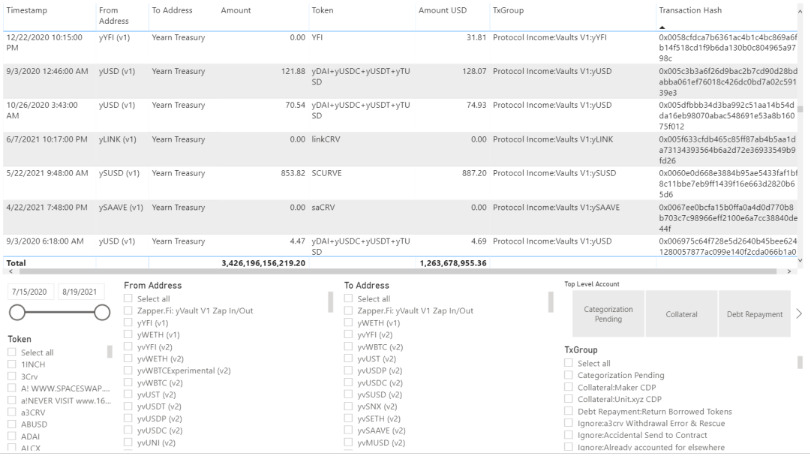 Timestamp From Address To Address Amount Token Amount USD TxGroup Transaction Hash
12/22/2020 10:15:00 PM yYFI (v1) Yearn Treasury 0.00 YFI 31.81 Protocol Income:Vaults V1:yYFI 0x0058cfdca7b6361ac4b1c4bc869a6fb14f518cd1f9b6da130b0c804965a9798c
9/3/2020 12:46:00 AM yUSD (v1) Yearn Treasury 121.88 yDAI+yUSDC+yUSDT+yTUSD 128.07 Protocol Income:Vaults V1:yUSD 0x005c3b3a6f26d9bac2b7cd90d28bdabba061ef76018c426dc0bd7a02c59139e3
10/26/2020 3:43:00 AM yUSD (v1) Yearn Treasury 70.54 yDAI+yUSDC+yUSDT+yTUSD 74.93 Protocol Income:Vaults V1:yUSD 0x005dfbbb34d3ba992c51aa14b54dda16eb98070abac548691e53a8b16075f012
6/7/2021 10:17:00 PM yLINK (v1) Yearn Treasury 0.00 linkCRV 0.00 Protocol Income:Vaults V1:yLINK 0x005f633cfdb465c85ff87ab4b5aa1da73134393564b6a2d72e36933549b9fd26
5/22/2021 9:48:00 AM ySUSD (v1) Yearn Treasury 853.82 SCURVE 887.20 Protocol Income:Vaults V1:ySUSD 0x0060e0d668e3884b95ae5433faf1bf8c11bbe7eb9ff1439f16e663d2820b65d6
4/22/2021 7:48:00 PM ySAAVE (v1) Yearn Treasury 0.00 saCRV 0.00 Protocol Income:Vaults V1:ySAAVE 0x0067ee0bcfa15b0ffa0a4d0d770b8b703c7c98966eff2100e6a7cc38840de44f
9/3/2020 6:18:00 AM yUSD (v1) Yearn Treasury 4.47 yDAI+yUSDC+yUSDT+yTUSD 4.69 Protocol Income:Vaults V1:yUSD 0x006975c64f728e5d2640b45bee6241280057877ac099e140f2cda066b1a0
Total 3,426,196,156,219.20 1,263,678,955.36
7/15/2020 8/19/2021
Token
Select all
1INCH
3Crv
A! WWW.SPACESWAP....
a!NEVER VISIT www.16...
a3CRV
ABUSD
ADAI
ALCX
From Address
Select all
Zapper.Fi: yVault V1 Zap In/Out
yYFI (v1)
yWETH (v1)
yvYFI (v2)
yvWETH (v2)
yvWBTCExperimental (v2)
yvWBTC (v2)
yvUST (v2)
yvUSDT (v2)
yvUSDP (v2)
yvUSDC (v2)
yvUNI (v2)
To Address
Select all
Zapper.Fi: yVault V1 Zap In/Out
yWETH (v1)
yvYFI (v2)
yvWBTC (v2)
yvUST (v2)
yvUSDP (v2)
yvUSDC (v2)
yvSUSD (v2)
yvSNX (v2)
yvSETH (v2)
yvSAAVE (v2)
yvMUSD (v2)
Top Level Account
Categorization Pending
Collateral
Debt Repayment
TxGroup
Select all
Categorization Pending
Collateral:Maker CDP
Collateral:Unit.xyz CDP
Debt Repayment:Return Borrowed Tokens
Ignore:a3crv Withdrawal Error & Rescue
Ignore:Accidental Send to Contract
Ignore:Already accounted for elsewhere